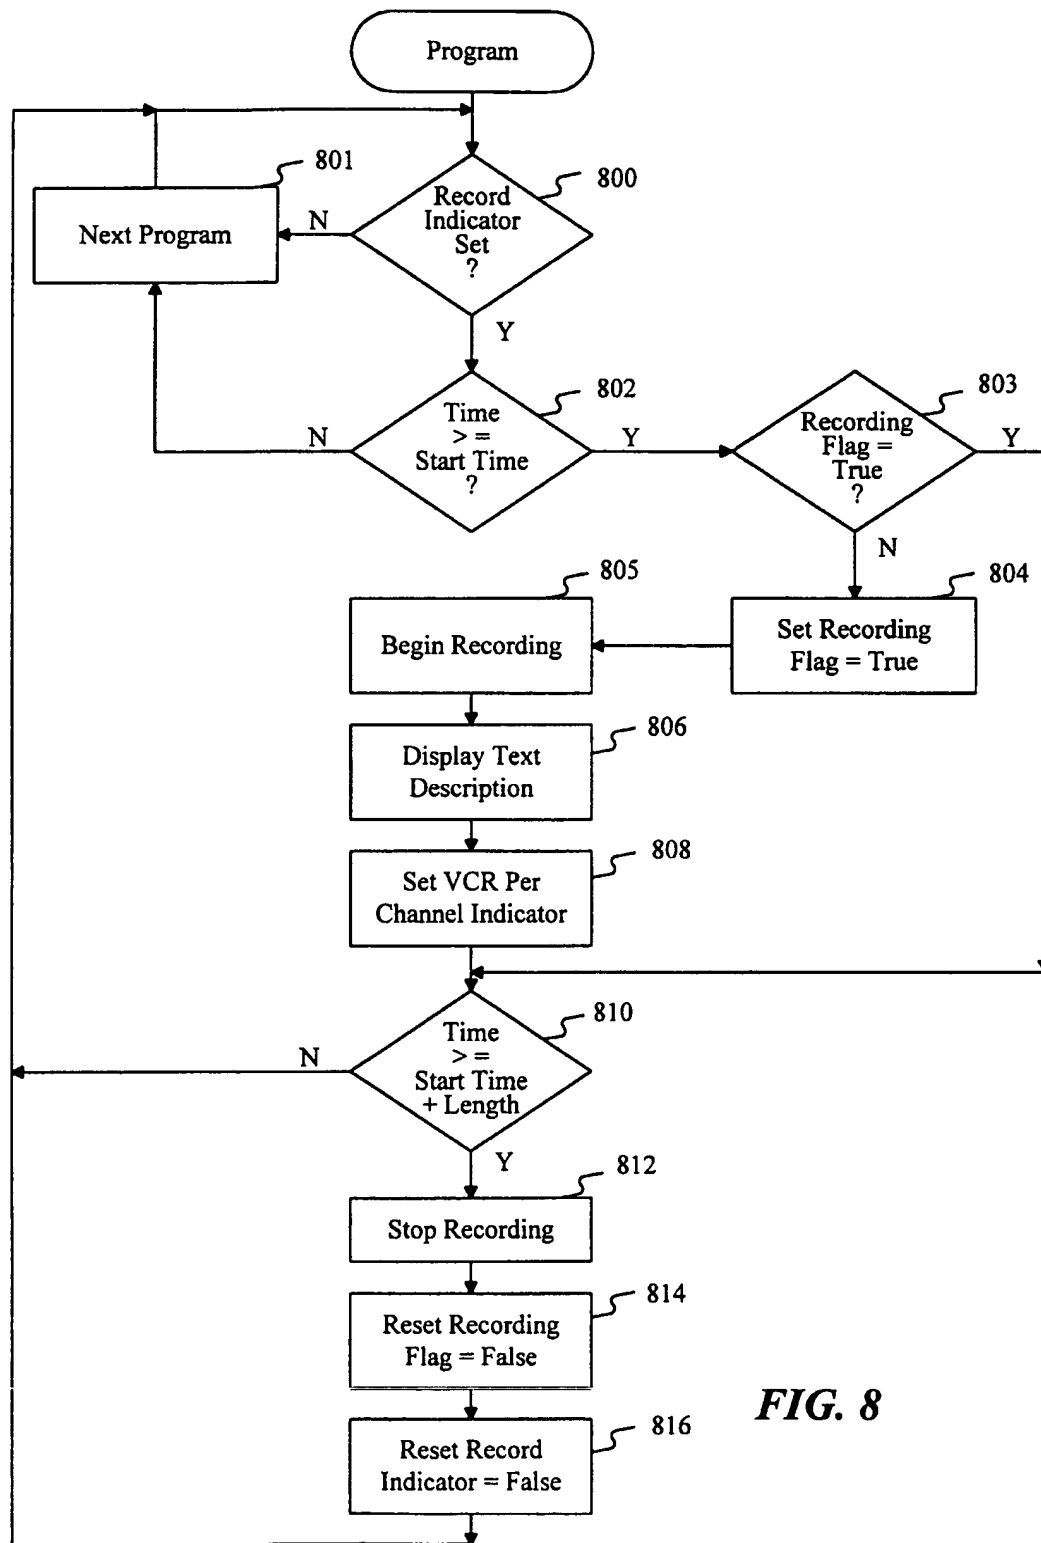 Program
801
800
Record
Indicator
Set
?
N
Next Program
Y
802
803
Time
> =
Start Time
?
N
Y
Recording
Flag =
True
?
Y
N
805
804
Begin Recording
Set Recording
Flag = True
806
Display Text
Description
808
Set VCR Per
Channel Indicator
810
Time
> =
Start Time
+ Length
N
Y
812
Stop Recording
814
Reset Recording
Flag = False
FIG. 8
816
Reset Record
Indicator = False